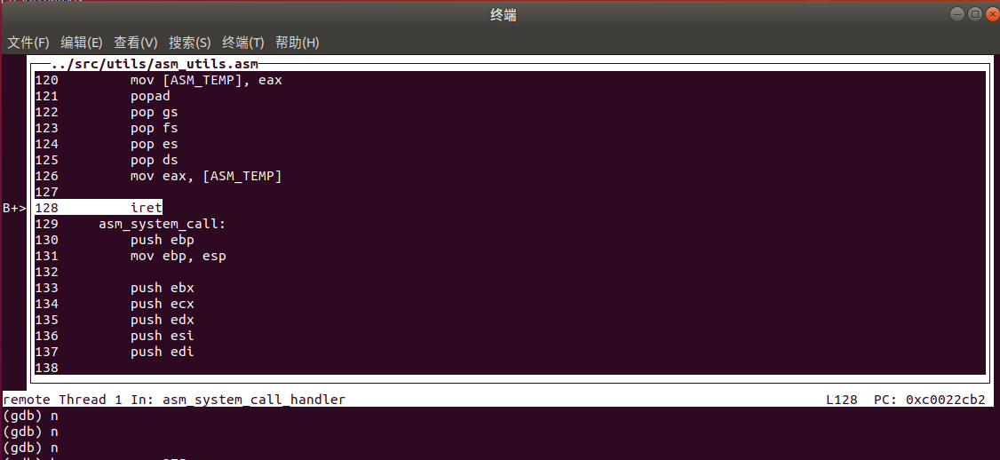 终端
文件(F) 编辑(E) 查看(V) 搜索(S) 终端(T) 帮助(H)
../src/utils/asm_utils.asm
120 mov [ASM_TEMP], eax
121 popad
122 pop gs
123 pop fs
124 pop es
125 pop ds
126 mov eax, [ASM_TEMP]
127
B+> 128 iret
129 asm_system_call:
130 push ebp
131 mov ebp, esp
132
133 push ebx
134 push ecx
135 push edx
136 push esi
137 push edi
138
remote Thread 1 In: asm_system_call_handler L128 PC: 0xc0022cb2
(gdb) n
(gdb) n
(gdb) n